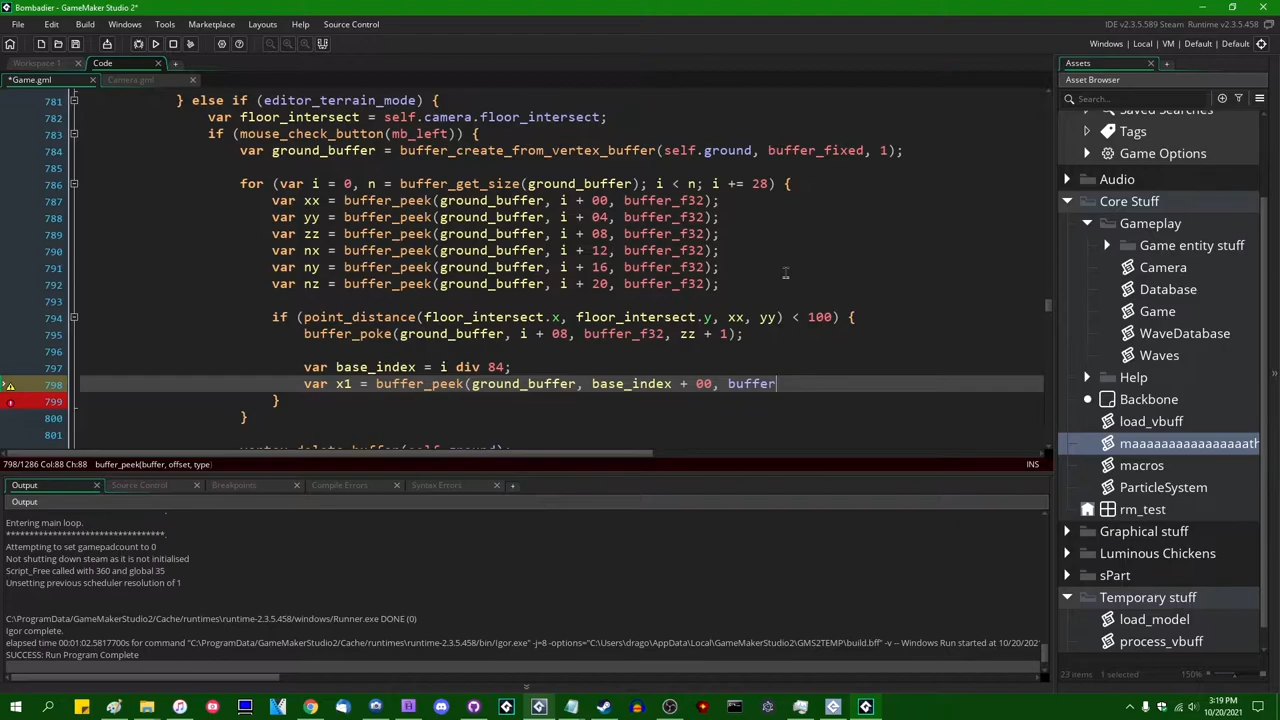 Bombadier - GameMaker Studio 2*
File Edit Build Windows Tools Marketplace Layouts Source Control
IDE v2.3.5.589 Steam Runtime v2.3.5.458
Windows | Local | VM | Default | Default
Workspace 1 Code
*Game.gml Camera.gml
781 } else if (editor_terrain_mode) {
782 var floor_intersect = self.camera.floor_intersect;
783 if (mouse_check_button(mb_left)) {
784 var ground_buffer = buffer_create_from_vertex_buffer(self.ground, buffer_fixed, 1);
785
786 for (var i = 0, n = buffer_get_size(ground_buffer); i < n; i += 28) {
787 var xx = buffer_peek(ground_buffer, i + 00, buffer_f32);
788 var yy = buffer_peek(ground_buffer, i + 04, buffer_f32);
789 var zz = buffer_peek(ground_buffer, i + 08, buffer_f32);
790 var nx = buffer_peek(ground_buffer, i + 12, buffer_f32);
791 var ny = buffer_peek(ground_buffer, i + 16, buffer_f32);
792 var nz = buffer_peek(ground_buffer, i + 20, buffer_f32);
793
794 if (point_distance(floor_intersect.x, floor_intersect.y, xx, yy) < 100) {
795 buffer_poke(ground_buffer, i + 08, buffer_f32, zz + 1);
796
797 var base_index = i div 84;
798 var x1 = buffer_peek(ground_buffer, base_index + 00, buffer
799 }
800 }
801
798/1286 Col:88 Ch:88 buffer_peek(buffer, offset, type) INS
Output Source Control Breakpoints Compile Errors Syntax Errors
Output
Entering main loop.
***********************************.
Attempting to set gamepadcount to 0
Not shutting down steam as it is not initialised
Script_Free called with 360 and global 35
Unsetting previous scheduler resolution of 1
C:\ProgramData/GameMakerStudio2/Cache/runtimes\runtime-2.3.5.458/windows/Runner.exe DONE (0)
Igor complete.
elapsed time 00:01:02.5817700s for command "C:\ProgramData/GameMakerStudio2/Cache/runtimes\runtime-2.3.5.458/bin/Igor.exe" -j=8 -options="C:\Users\drago\AppData\Local\GameMakerStudio2\GMS2TEMP\build.bff" -v -- Windows Run started at 10/20/202
SUCCESS: Run Program Complete
Assets
Asset Browser
Search...
Saved Searches
Tags
Game Options
Audio
Core Stuff
Gameplay
Game entity stuff
Camera
Database
Game
WaveDatabase
Waves
Help
Backbone
load_vbuff
maaaaaaaaaaaaaaaath
macros
ParticleSystem
rm_test
Graphical stuff
Luminous Chickens
sPart
Temporary stuff
load_model
process_vbuff
23 items 1 selected 150%
3:19 PM
10/20/2021